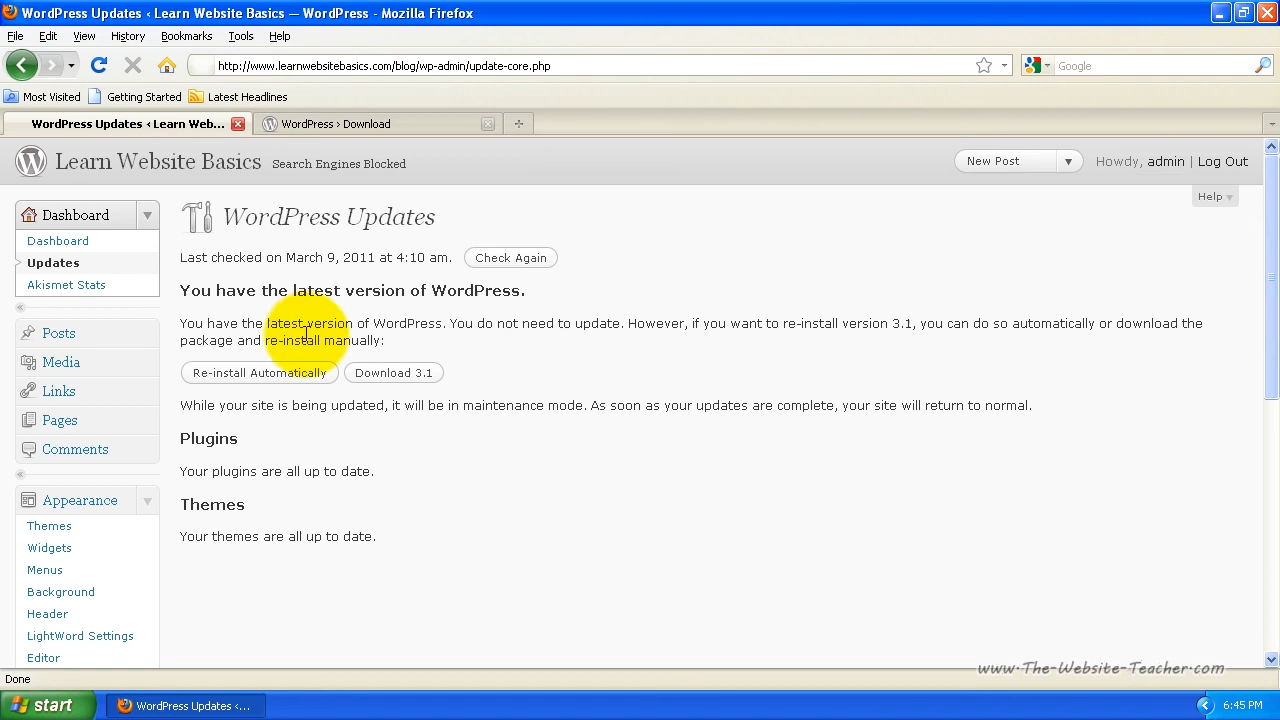 WordPress Updates ‹ Learn Website Basics — WordPress - Mozilla Firefox
File Edit View History Bookmarks Tools Help
http://www.learnwebsitebasics.com/blog/wp-admin/update-core.php
Google
Most Visited Getting Started Latest Headlines
WordPress Updates ‹ Learn Web... WordPress › Download
Learn Website Basics Search Engines Blocked New Post Howdy, admin | Log Out
Help
Dashboard
Dashboard
Updates
Akismet Stats
Posts
Media
Links
Pages
Comments
Appearance
Themes
Widgets
Menus
Background
Header
LightWord Settings
Editor
WordPress Updates
Last checked on March 9, 2011 at 4:10 am. Check Again
You have the latest version of WordPress.
You have the latest version of WordPress. You do not need to update. However, if you want to re-install version 3.1, you can do so automatically or download the
package and re-install manually:
Re-install Automatically Download 3.1
While your site is being updated, it will be in maintenance mode. As soon as your updates are complete, your site will return to normal.
Plugins
Your plugins are all up to date.
Themes
Your themes are all up to date.
www.The-Website-Teacher.com
Done
start WordPress Updates ‹... 6:45 PM